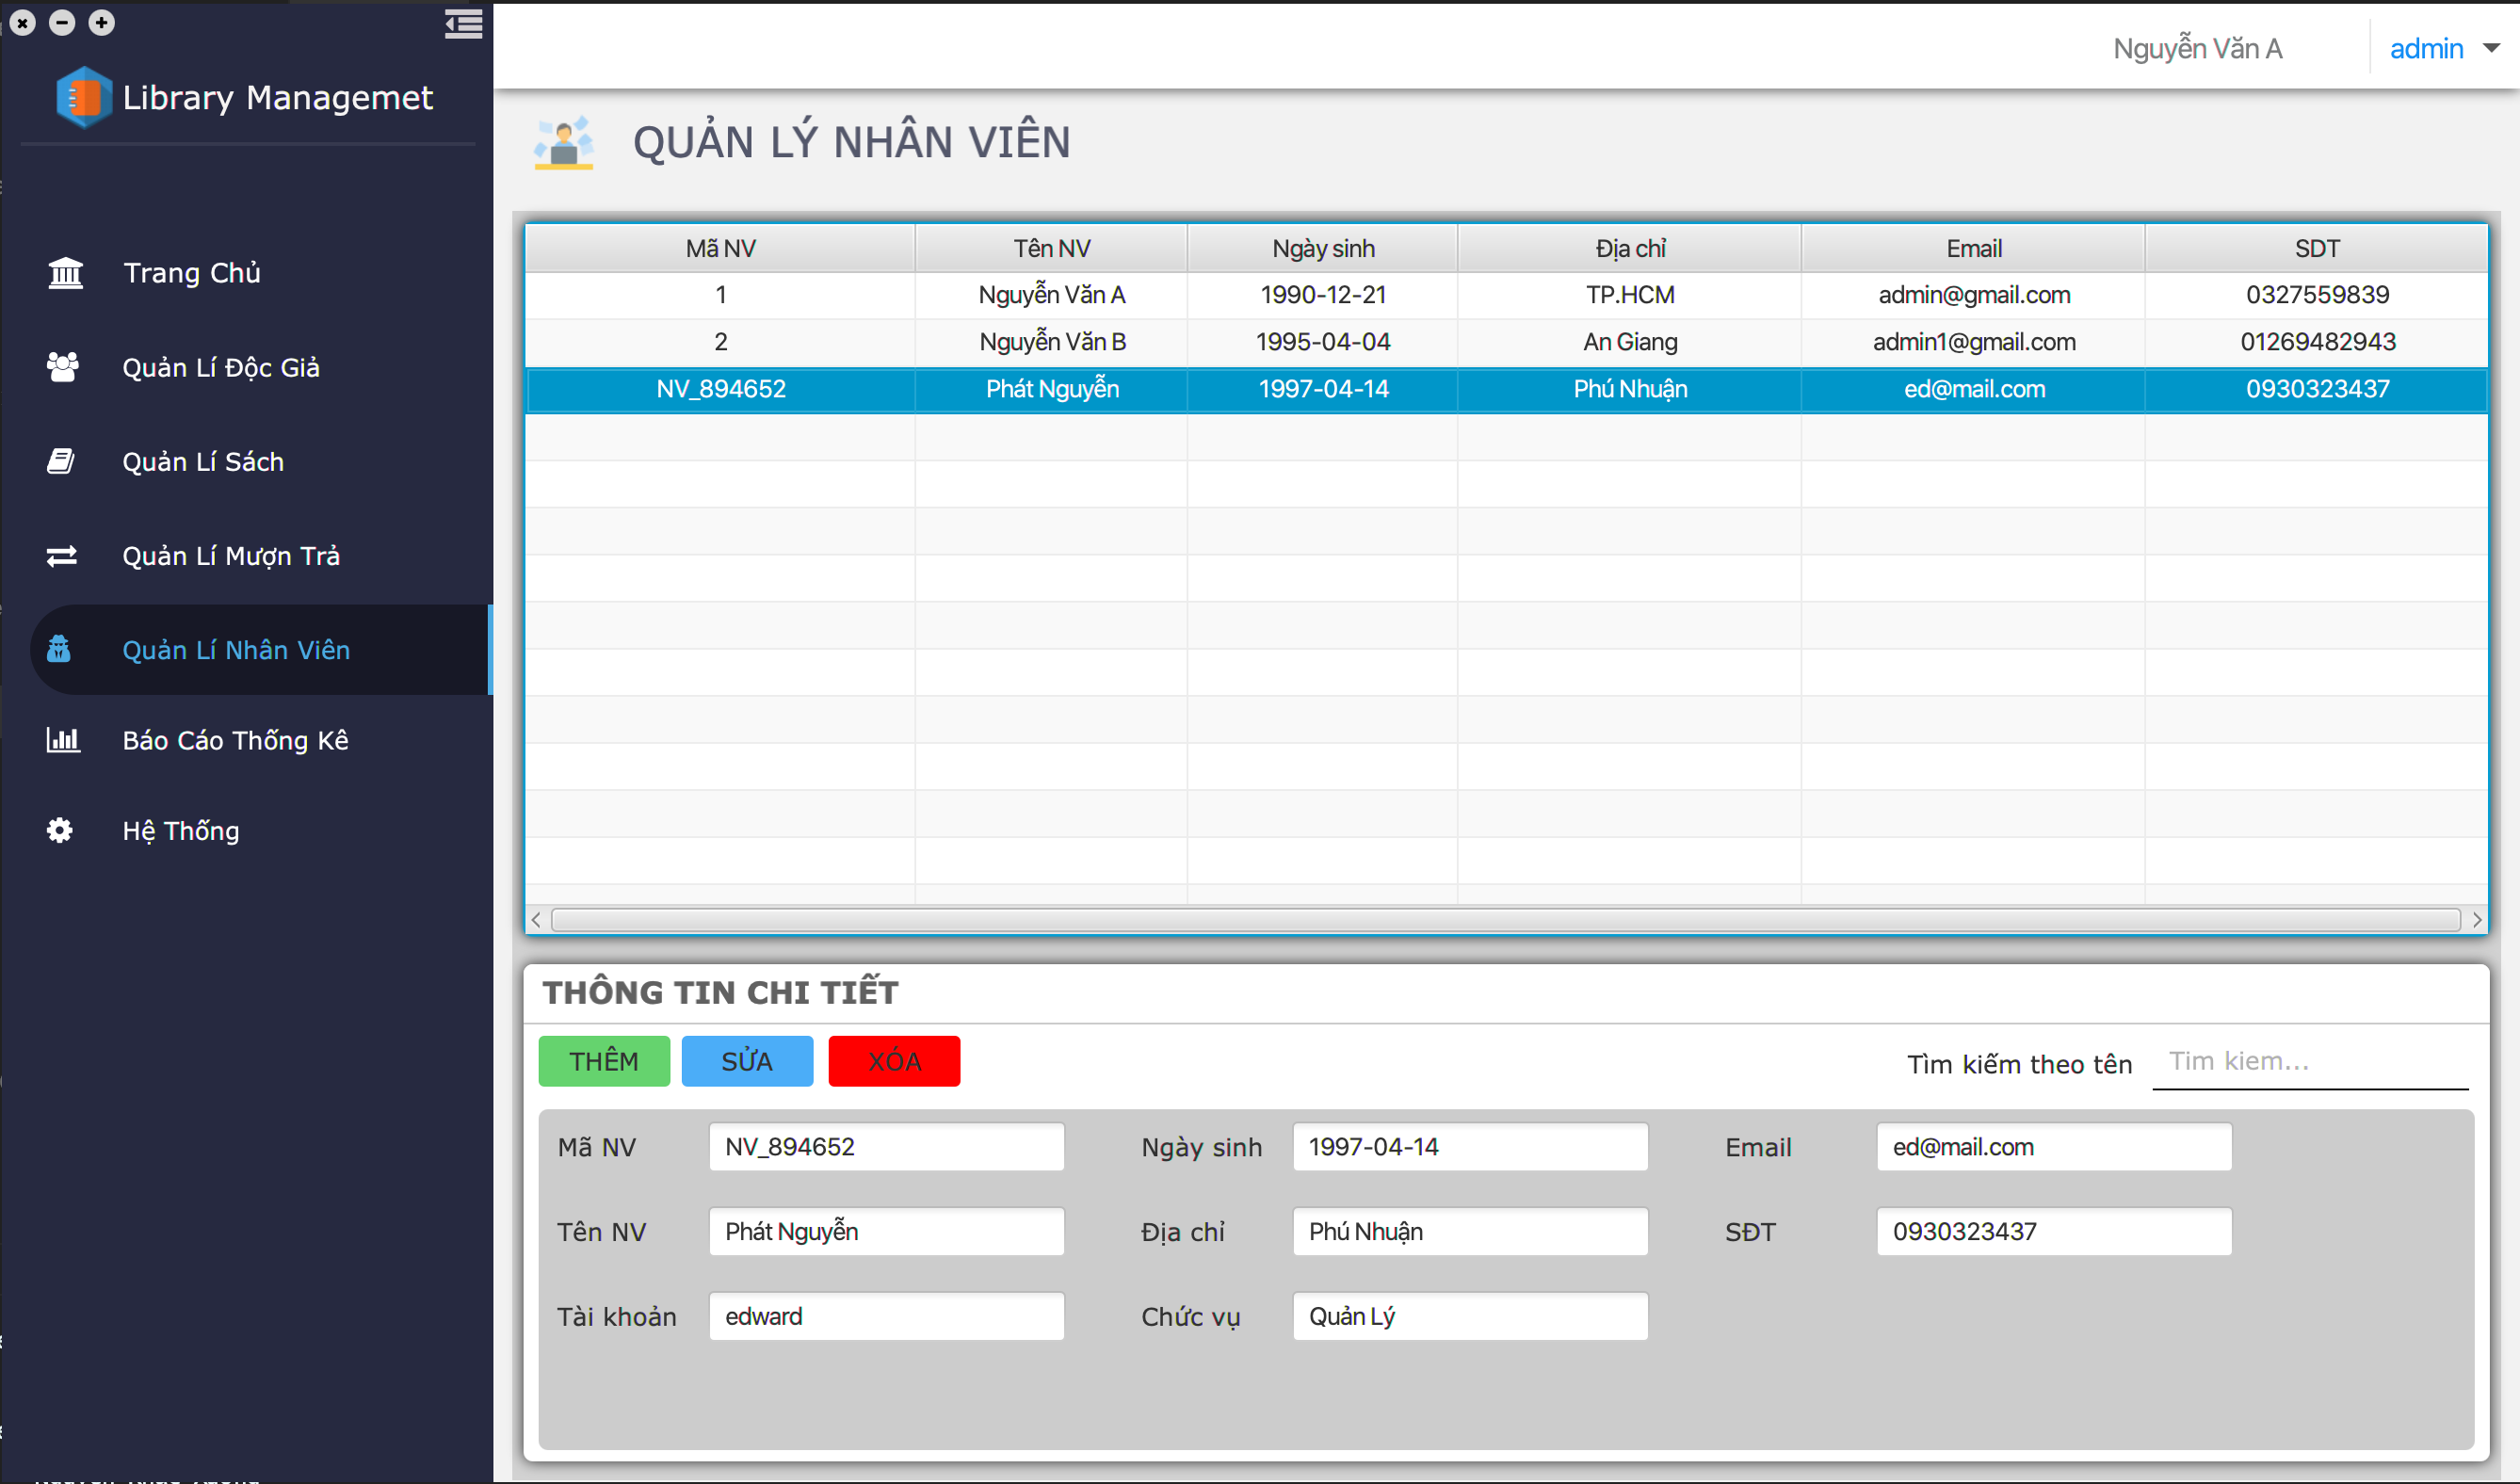 Nguyễn Văn A
admin
Library Managemet
QUẢN LÝ NHÂN VIÊN
Trang Chủ
Quản Lí Độc Giả
Quản Lí Sách
Quản Lí Mượn Trả
Quản Lí Nhân Viên
Báo Cáo Thống Kê
Hệ Thống
Mã NV Tên NV Ngày sinh Địa chỉ Email SDT
1 Nguyễn Văn A 1990-12-21 TP.HCM admin@gmail.com 0327559839
2 Nguyễn Văn B 1995-04-04 An Giang admin1@gmail.com 01269482943
NV_894652 Phát Nguyễn 1997-04-14 Phú Nhuận ed@mail.com 0930323437
THÔNG TIN CHI TIẾT
THÊM SỬA XÓA Tìm kiếm theo tên Tim kiem...
Mã NV NV_894652 Ngày sinh 1997-04-14 Email ed@mail.com
Tên NV Phát Nguyễn Địa chỉ Phú Nhuận SĐT 0930323437
Tài khoản edward Chức vụ Quản Lý